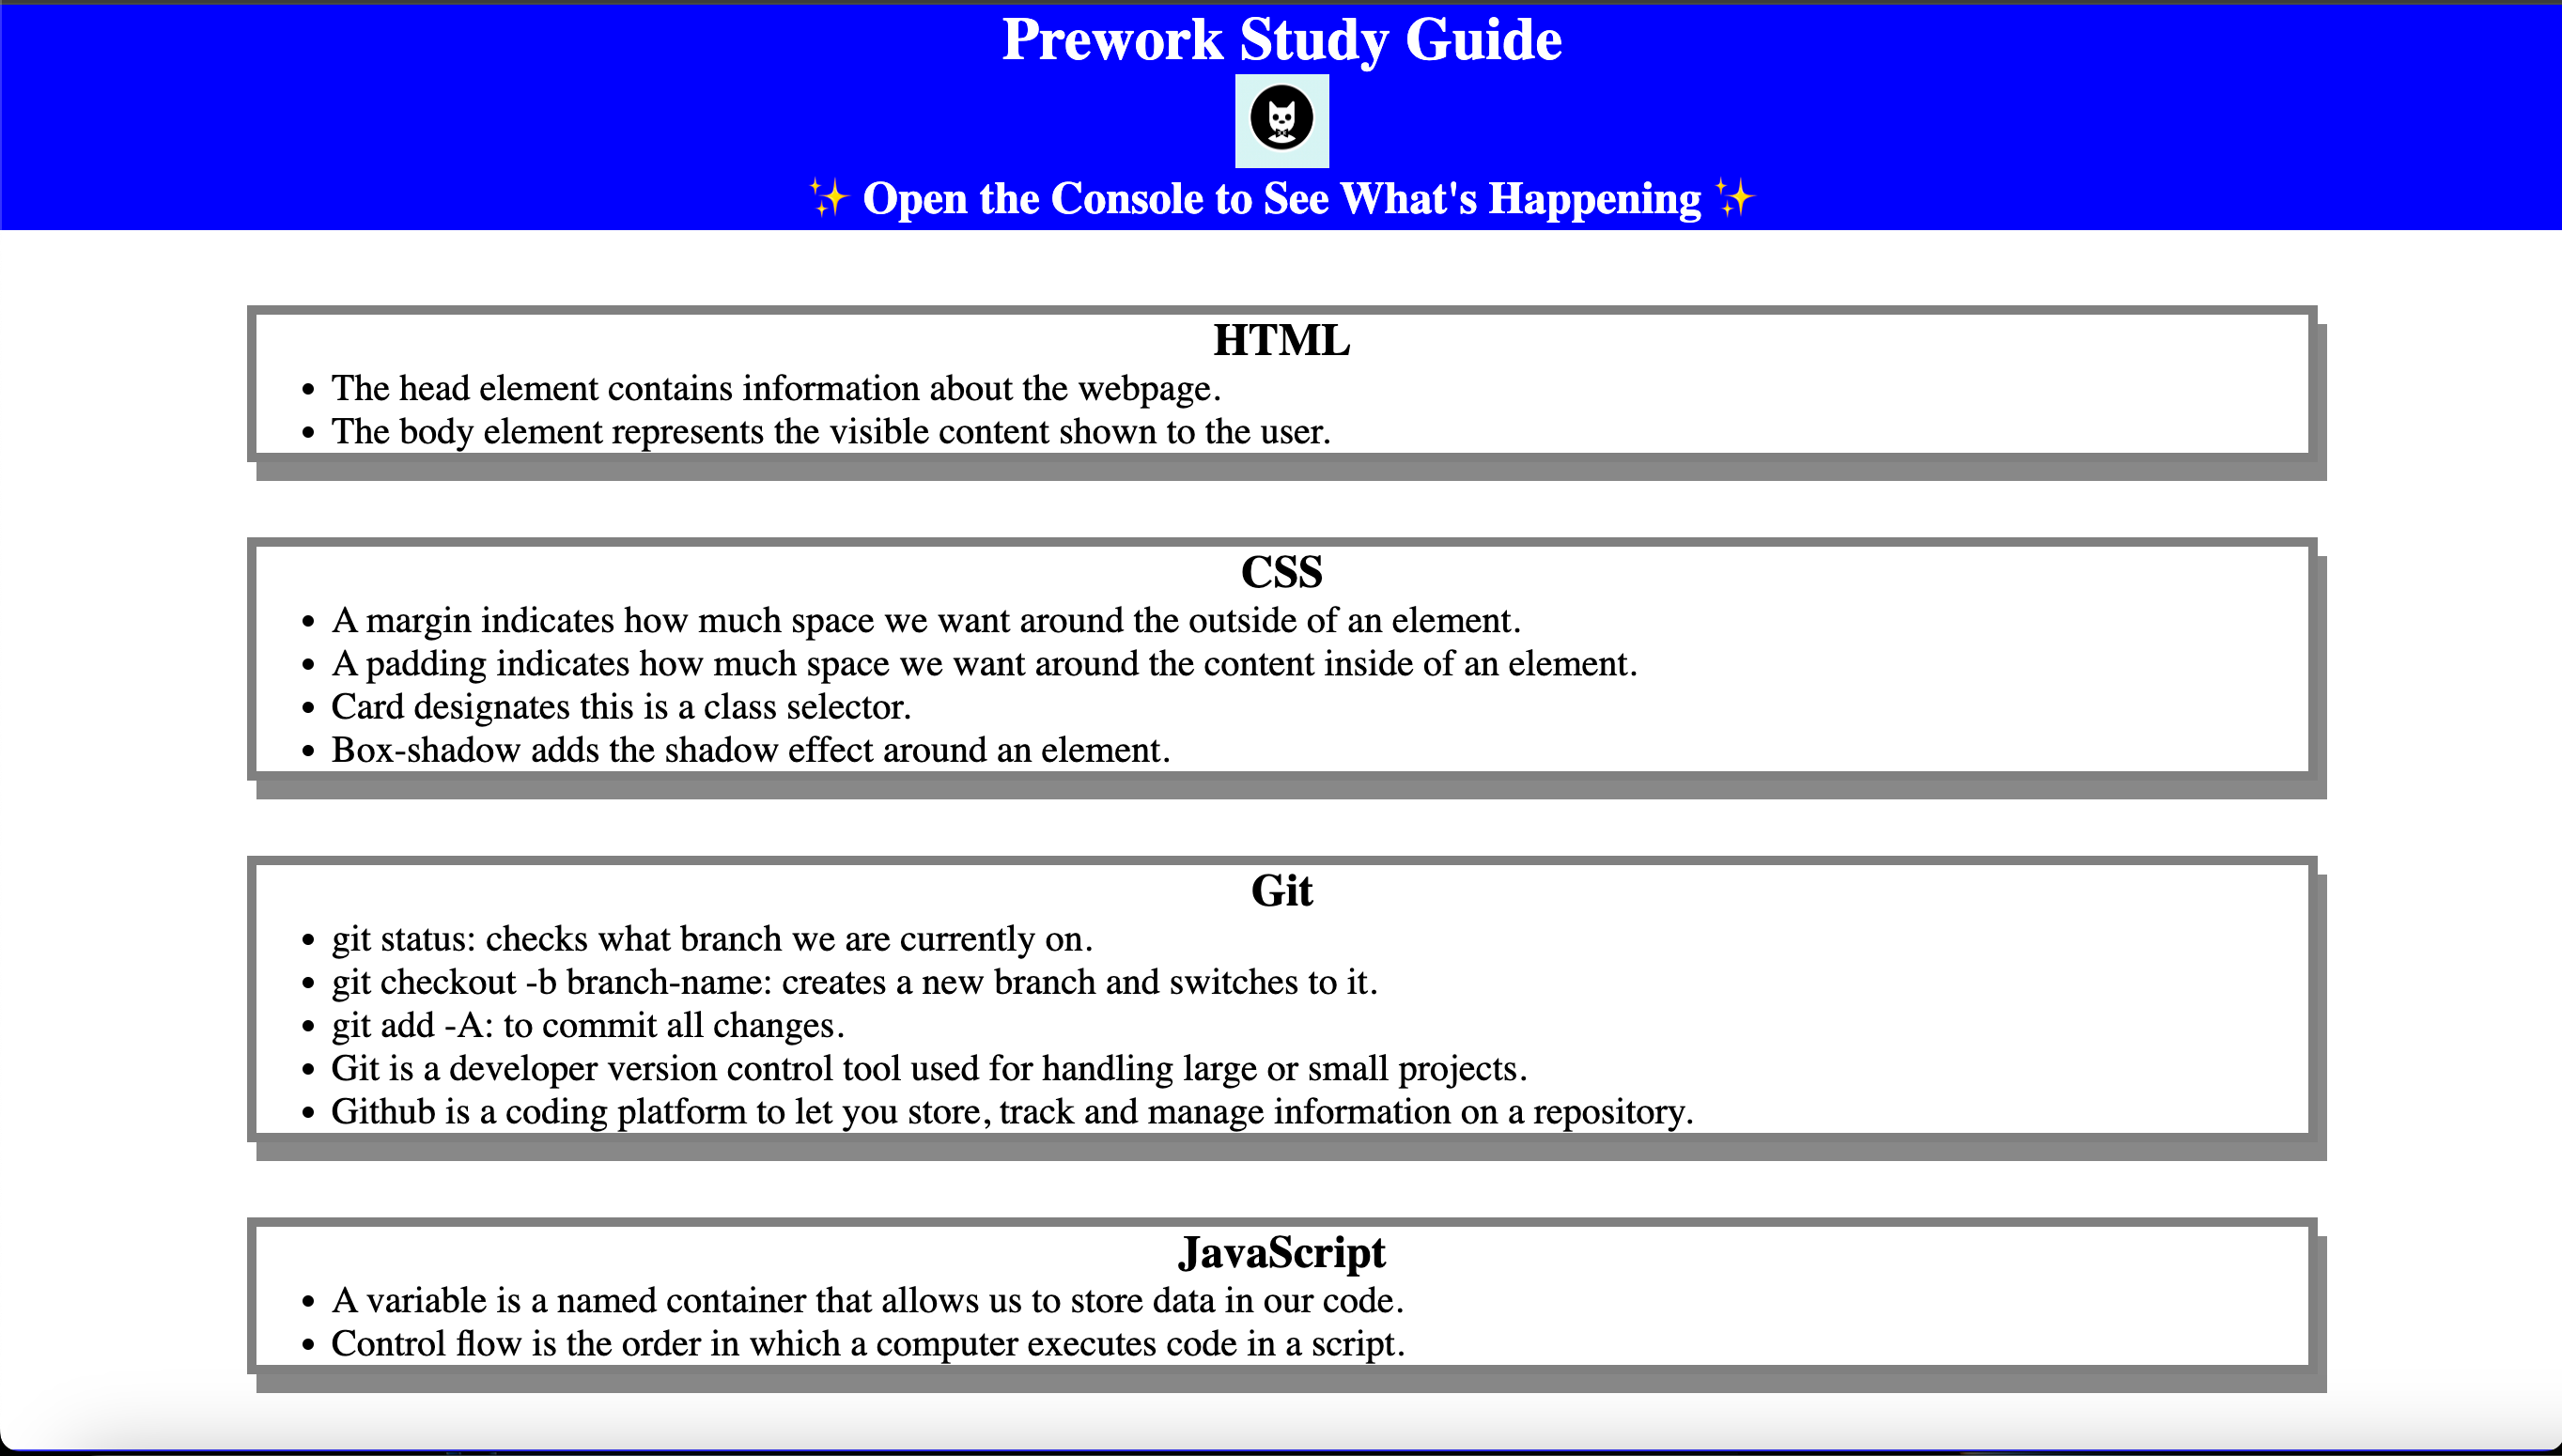 Prework Study Guide
✨ Open the Console to See What's Happening ✨
HTML
• The head element contains information about the webpage.
• The body element represents the visible content shown to the user.
CSS
• A margin indicates how much space we want around the outside of an element.
• A padding indicates how much space we want around the content inside of an element.
• Card designates this is a class selector.
• Box-shadow adds the shadow effect around an element.
Git
• git status: checks what branch we are currently on.
• git checkout -b branch-name: creates a new branch and switches to it.
• git add -A: to commit all changes.
• Git is a developer version control tool used for handling large or small projects.
• Github is a coding platform to let you store, track and manage information on a repository.
JavaScript
• A variable is a named container that allows us to store data in our code.
• Control flow is the order in which a computer executes code in a script.